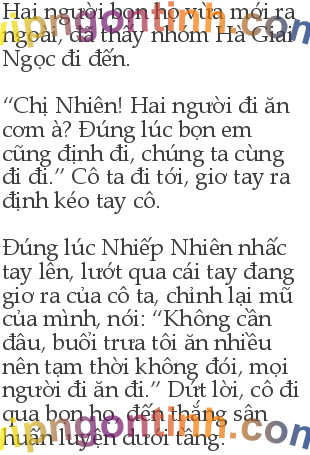 Hai người bọn họ vừa mới ra
ngoài, đã thấy nhóm Hà Giai
Ngọc đi đến.
“Chị Nhiên! Hai người đi ăn
cơm à? Đúng lúc bọn em
cũng định đi, chúng ta cùng
đi đi.” Cô ta đi tới, giơ tay ra
định kéo tay cô.
Đúng lúc Nhiếp Nhiên nhấc
tay lên, lướt qua cái tay đang
giơ ra của cô ta, chỉnh lại mũ
của mình, nói: “Không cần
đâu, buổi trưa tôi ăn nhiều
nên tạm thời không đói, mọi
người đi ăn đi.” Dứt lời, cô đi
qua bọn họ, đến thẳng sân
huấn luyện dưới tầng.
vipngontinh.com
vipngontinh.com